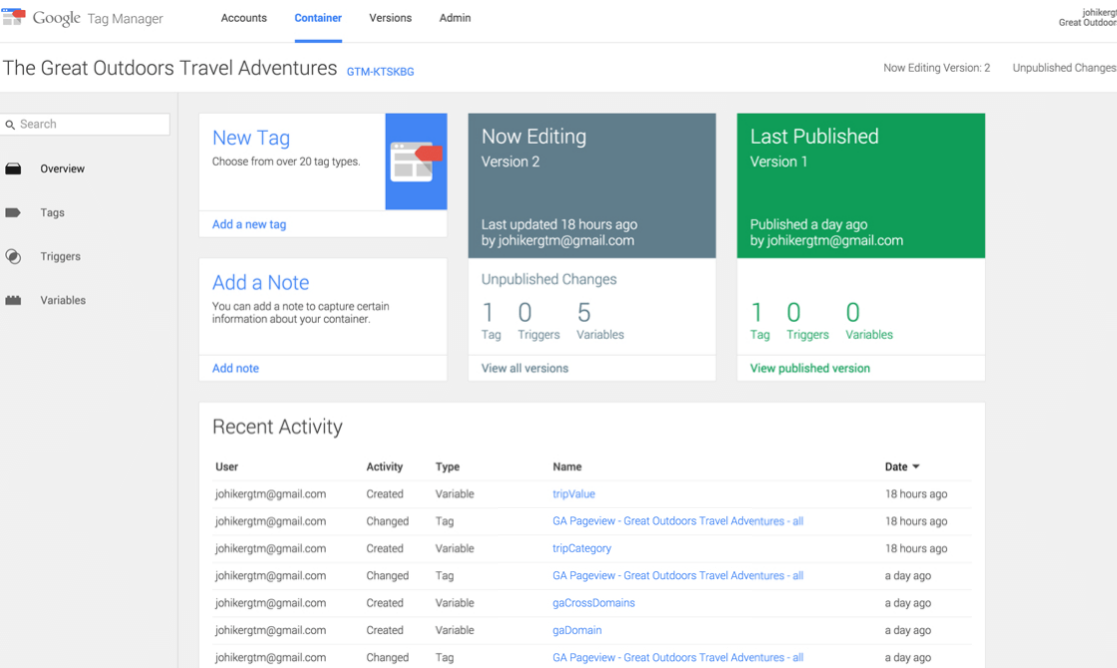 Google Tag Manager
Accounts Container Versions Admin
johikergt
Great Outdoor
The Great Outdoors Travel Adventures GTM-KTSKBG
Now Editing Version: 2 Unpublished Changes
Search
Overview
Tags
Triggers
Variables
New Tag
Choose from over 20 tag types.
Add a new tag
Add a Note
You can add a note to capture certain
information about your container.
Add note
Now Editing
Version 2
Last updated 18 hours ago
by johikergtm@gmail.com
Unpublished Changes
1 0 5
Tag Triggers Variables
View all versions
Last Published
Version 1
Published a day ago
by johikergtm@gmail.com
1 0 0
Tag Triggers Variables
View published version
Recent Activity
User Activity Type Name Date
johikergtm@gmail.com Created Variable tripValue 18 hours ago
johikergtm@gmail.com Changed Tag GA Pageview - Great Outdoors Travel Adventures - all 18 hours ago
johikergtm@gmail.com Created Variable tripCategory 18 hours ago
johikergtm@gmail.com Changed Tag GA Pageview - Great Outdoors Travel Adventures - all a day ago
johikergtm@gmail.com Created Variable gaCrossDomains a day ago
johikergtm@gmail.com Created Variable gaDomain a day ago
johikergtm@gmail.com Changed Tag GA Pageview - Great Outdoors Travel Adventures - all a day ago